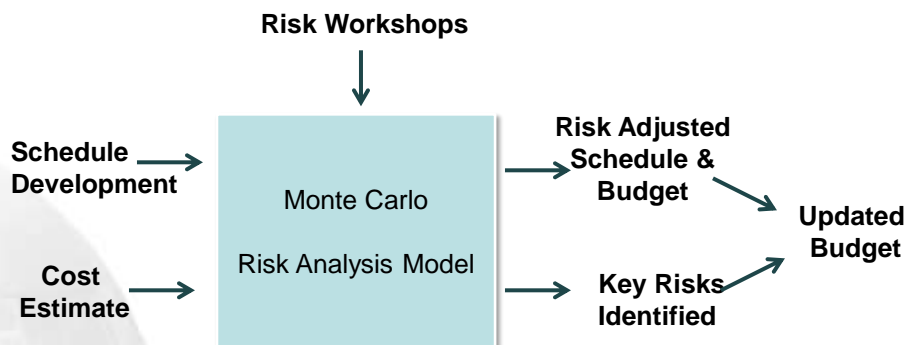 Risk Workshops
Schedule
Development
Cost
Estimate
Monte Carlo
Risk Analysis Model
Risk Adjusted
Schedule &
Budget
Key Risks
Identified
Updated
Budget